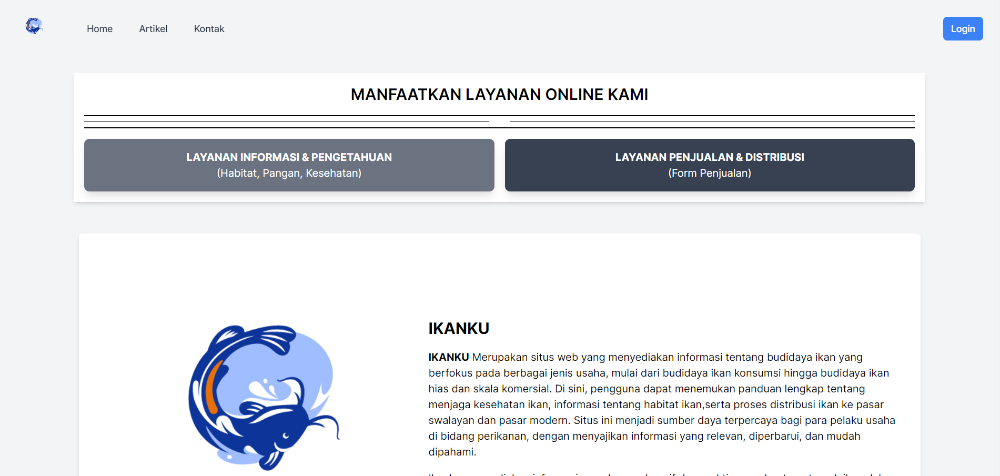 Home Artikel Kontak Login
MANFAATKAN LAYANAN ONLINE KAMI
LAYANAN INFORMASI & PENGETAHUAN
(Habitat, Pangan, Kesehatan)
LAYANAN PENJUALAN & DISTRIBUSI
(Form Penjualan)
IKANKU
IKANKU Merupakan situs web yang menyediakan informasi tentang budidaya ikan yang
berfokus pada berbagai jenis usaha, mulai dari budidaya ikan konsumsi hingga budidaya ikan
hias dan skala komersial. Di sini, pengguna dapat menemukan panduan lengkap tentang
menjaga kesehatan ikan, informasi tentang habitat ikan,serta proses distribusi ikan ke pasar
swalayan dan pasar modern. Situs ini menjadi sumber daya terpercaya bagi para pelaku usaha
di bidang perikanan, dengan menyajikan informasi yang relevan, diperbarui, dan mudah
dipahami.